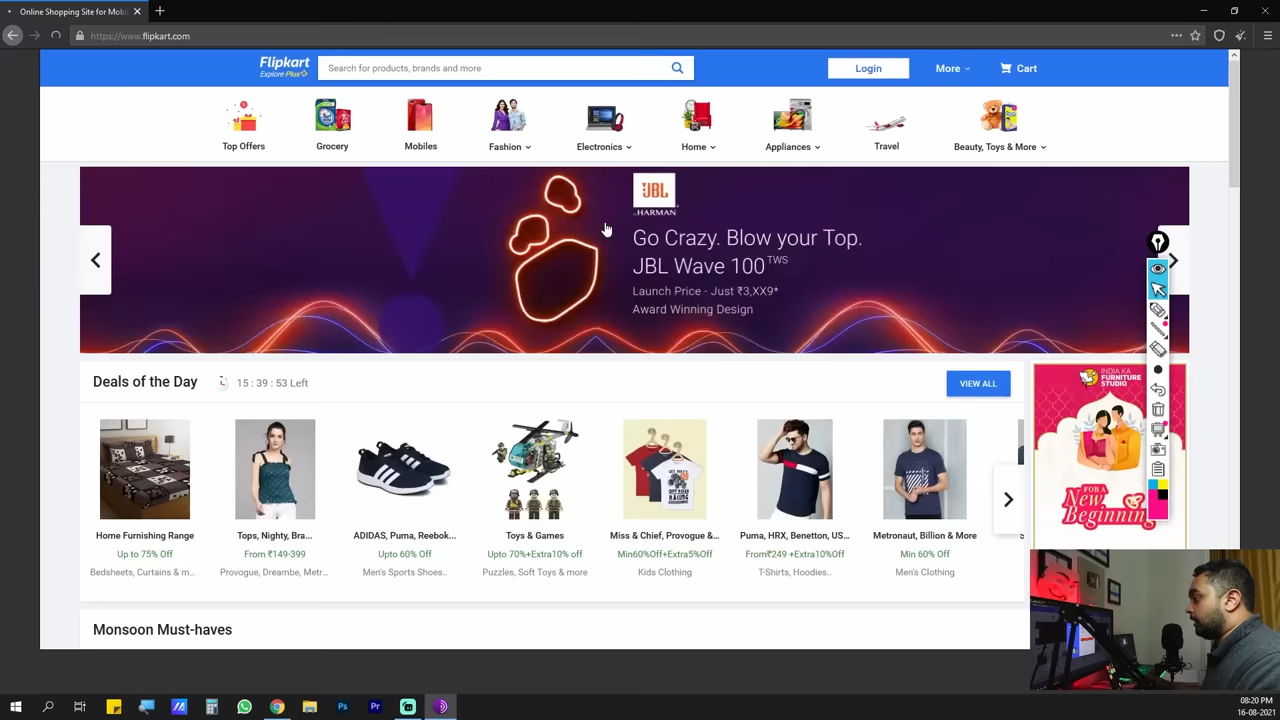 Online Shopping Site for Mobil
https://www.flipkart.com
Flipkart
Explore Plus
Search for products, brands and more
Login
More
Cart
Top Offers
Grocery
Mobiles
Fashion
Electronics
Home
Appliances
Travel
Beauty, Toys & More
JBL
by HARMAN
Go Crazy. Blow your Top.
JBL Wave 100 TWS
Launch Price - Just ₹3,XX9*
Award Winning Design
Deals of the Day
15 : 39 : 53 Left
VIEW ALL
INDIA KA
FURNITURE
STUDIO
FOR A
New
Beginning
Home Furnishing Range
Up to 75% Off
Bedsheets, Curtains & m...
Tops, Nighty, Bra...
From ₹149-399
Provogue, Dreambe, Metr...
ADIDAS, Puma, Reebok...
Upto 60% Off
Men's Sports Shoes..
Toys & Games
Upto 70%+Extra10% off
Puzzles, Soft Toys & more
Miss & Chief, Provogue &...
Min60%Off+Extra5%Off
Kids Clothing
Puma, HRX, Benetton, US...
From₹249 +Extra10%Off
T-Shirts, Hoodies..
Metronaut, Billion & More
Min 60% Off
Men's Clothing
Monsoon Must-haves
Ps
Pr
08:20 PM
16-08-2021